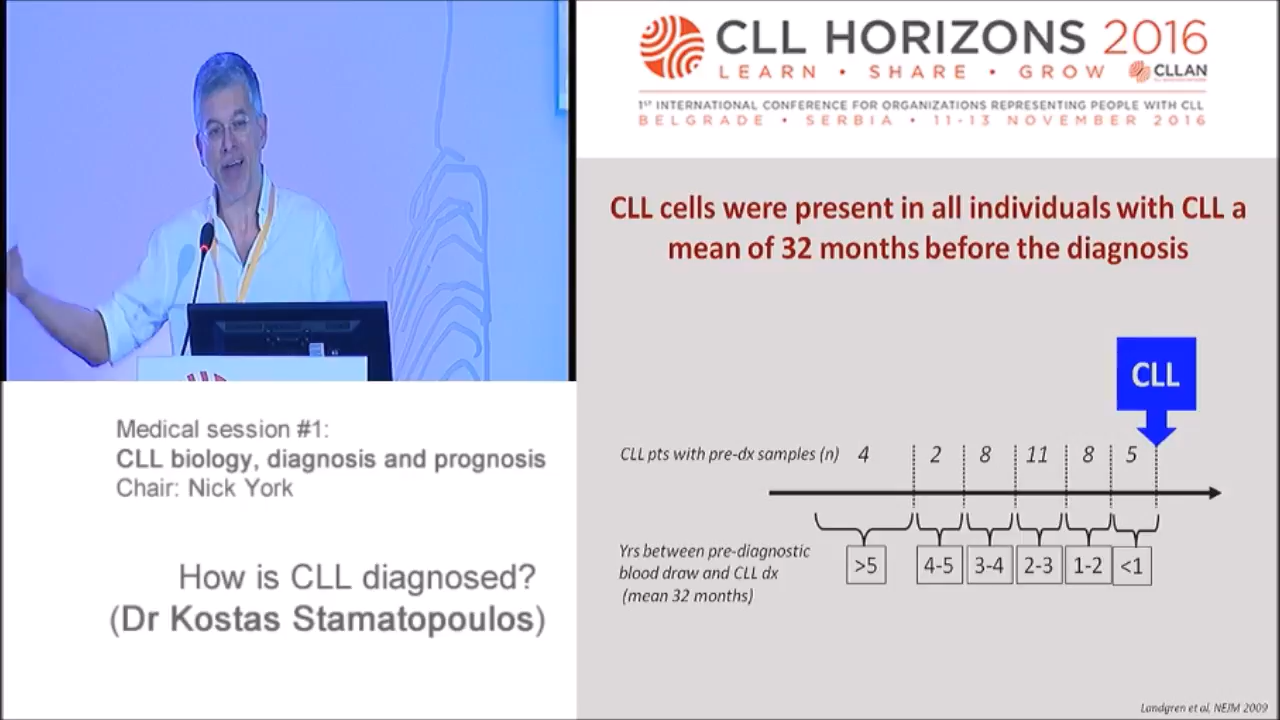 CLL HORIZONS 2016
LEARN • SHARE • GROW
CLLAN
1ST INTERNATIONAL CONFERENCE FOR ORGANIZATIONS REPRESENTING PEOPLE WITH CLL
BELGRADE • SERBIA • 11-13 NOVEMBER 2016
CLL cells were present in all individuals with CLL a
mean of 32 months before the diagnosis
CLL
CLL pts with pre-dx samples (n) 4 2 8 11 8 5
Yrs between pre-diagnostic
blood draw and CLL dx
(mean 32 months)
>5 4-5 3-4 2-3 1-2 <1
Landgren et al, NEJM 2009
Medical session #1:
CLL biology, diagnosis and prognosis
Chair: Nick York
How is CLL diagnosed?
(Dr Kostas Stamatopoulos)